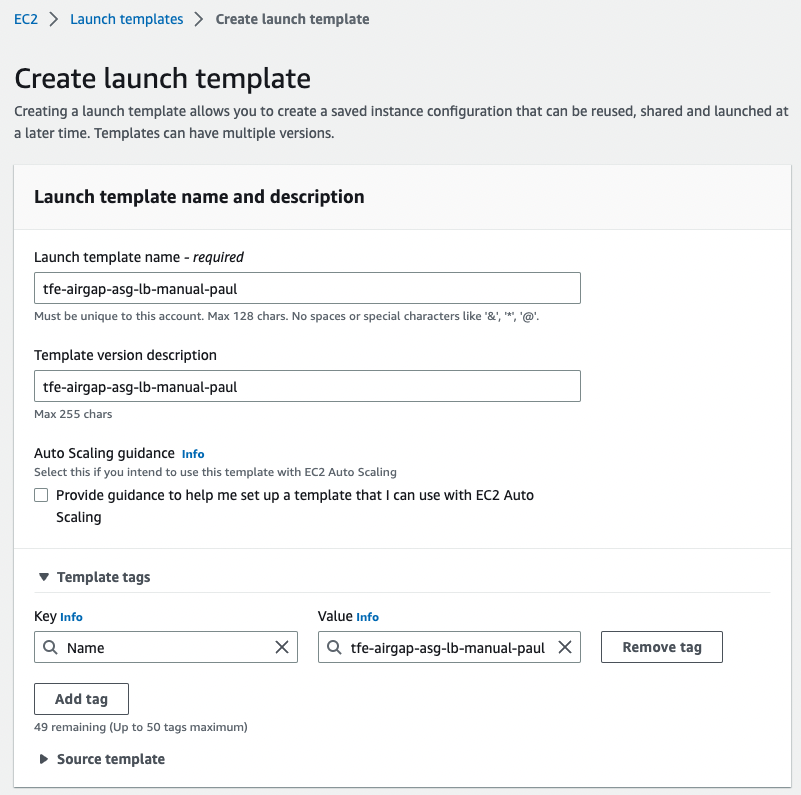 EC2 > Launch templates > Create launch template
Create launch template
Creating a launch template allows you to create a saved instance configuration that can be reused, shared and launched at
a later time. Templates can have multiple versions.
Launch template name and description
Launch template name - required
tfe-airgap-asg-lb-manual-paul
Must be unique to this account. Max 128 chars. No spaces or special characters like '&', '*', '@'.
Template version description
tfe-airgap-asg-lb-manual-paul
Max 255 chars
Auto Scaling guidance Info
Select this if you intend to use this template with EC2 Auto Scaling
Provide guidance to help me set up a template that I can use with EC2 Auto
Scaling
Template tags
Key Info Value Info
Name tfe-airgap-asg-lb-manual-paul Remove tag
Add tag
49 remaining (Up to 50 tags maximum)
Source template